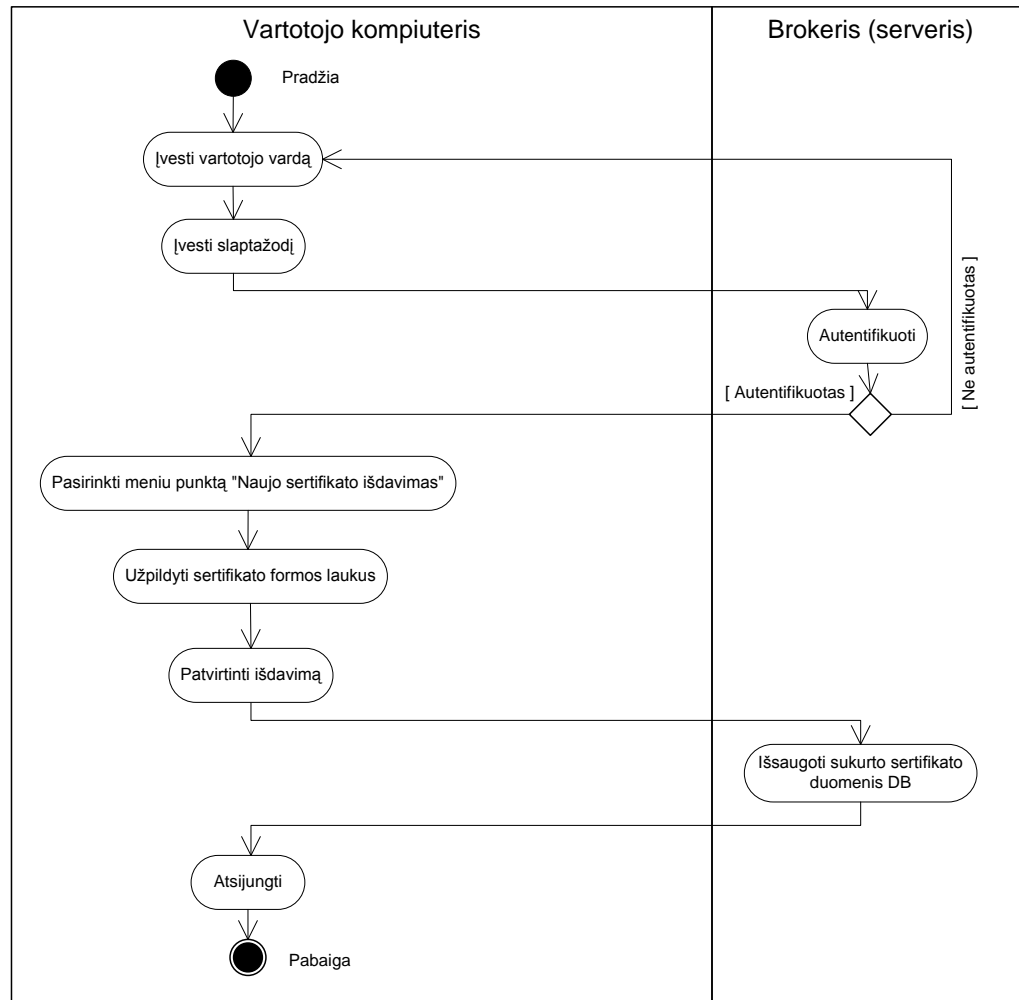 Vartotojo kompiuteris
Brokeris (serveris)
Pradžia
Įvesti vartotojo vardą
Įvesti slaptažodį
[ Ne autentifikuotas ]
Autentifikuoti
[ Autentifikuotas ]
Pasirinkti meniu punktą "Naujo sertifikato išdavimas"
Užpildyti sertifikato formos laukus
Patvirtinti išdavimą
Išsaugoti sukurto sertifikato
duomenis DB
Atsijungti
Pabaiga